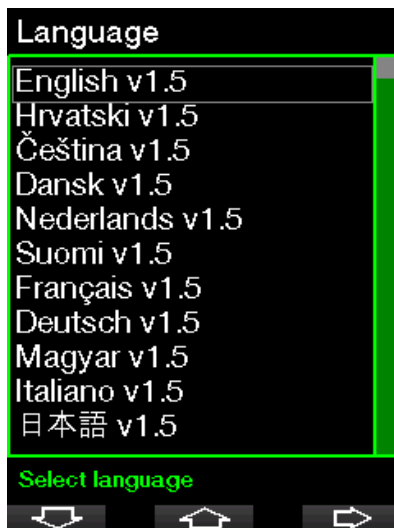 Language
English v1.5
Hrvatski v1.5
Čeština v1.5
Dansk v1.5
Nederlands v1.5
Suomi v1.5
Français v1.5
Deutsch v1.5
Magyar v1.5
Italiano v1.5
日本語 v1.5
Select language